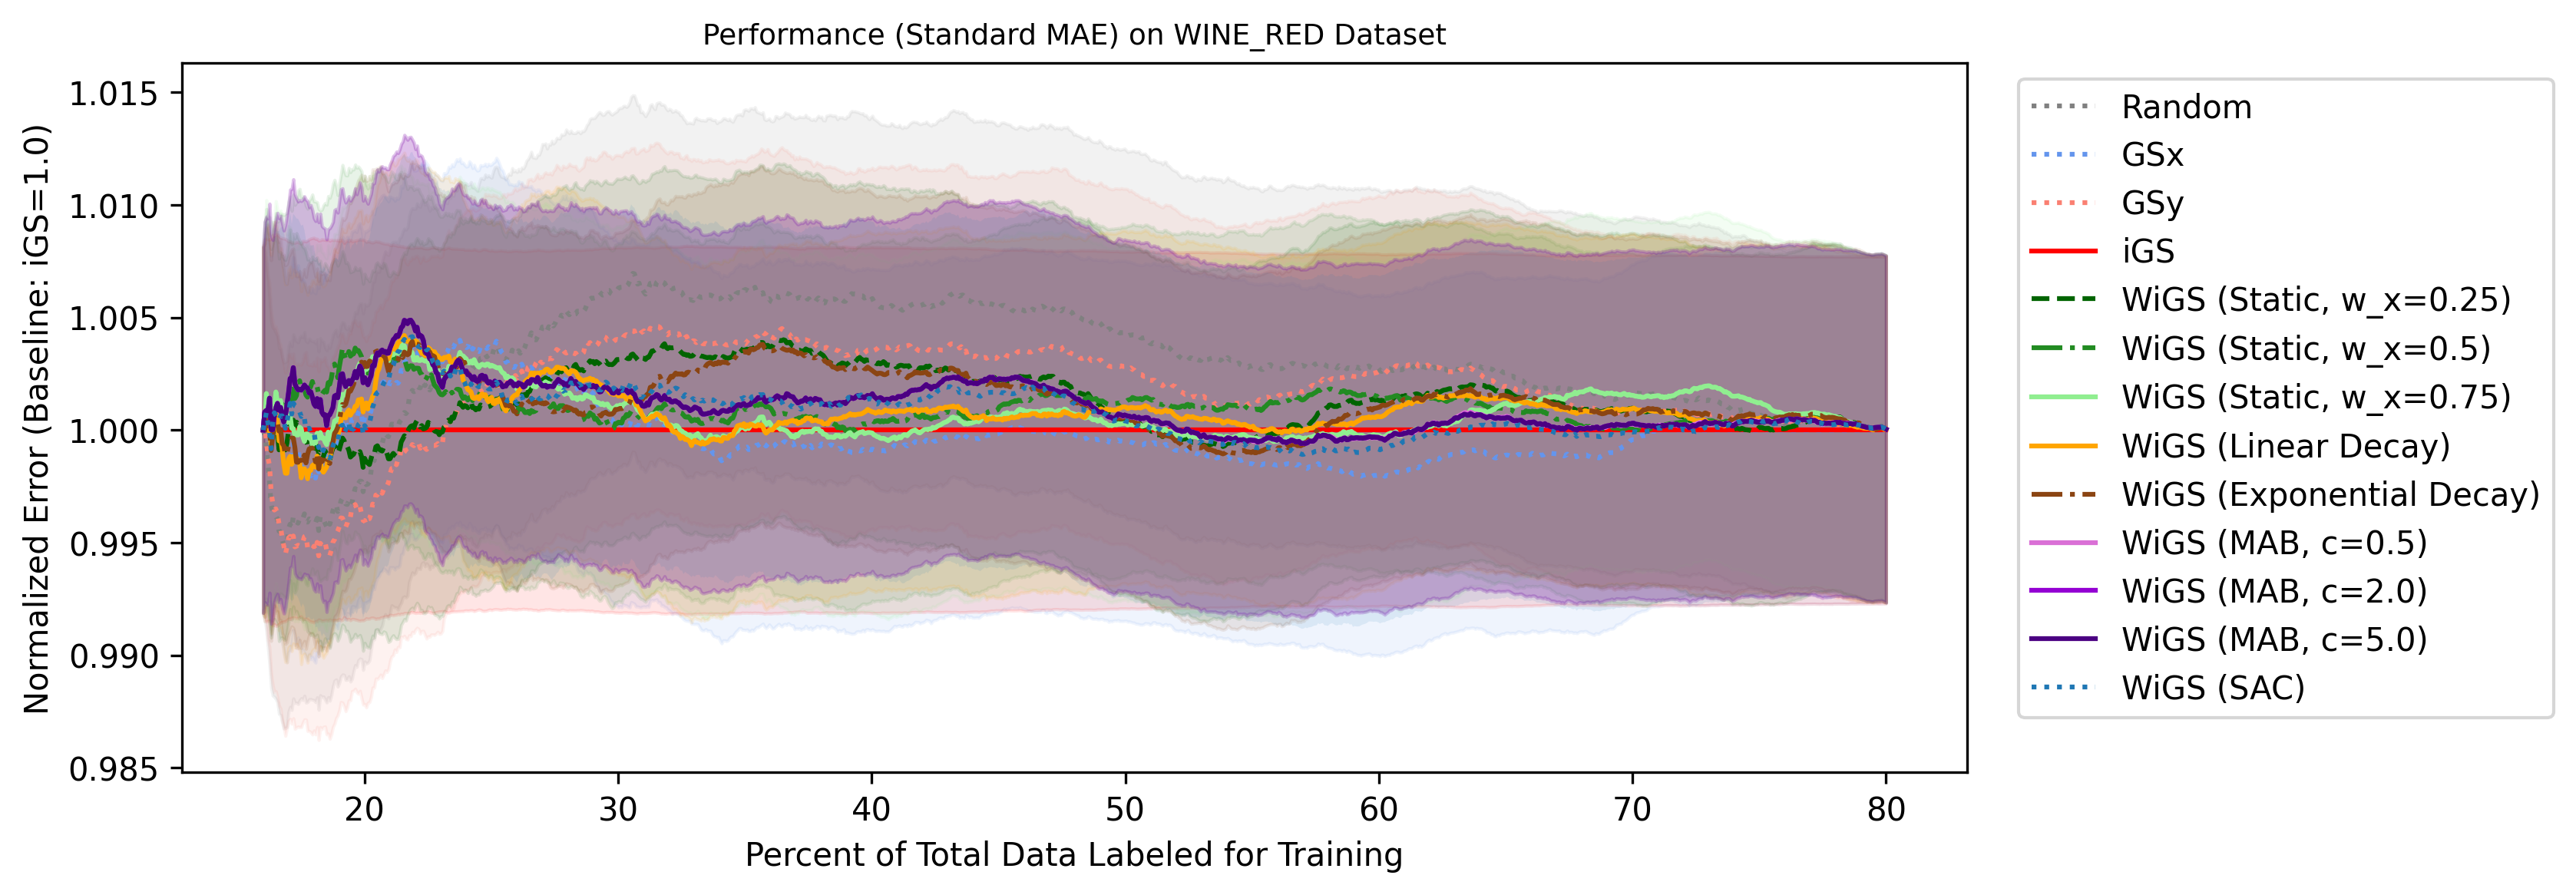 Performance (Standard MAE) on WINE_RED Dataset
Normalized Error (Baseline: iGS=1.0)
1.015
1.010
1.005
1.000
0.995
0.990
0.985
20 30 40 50 60 70 80
Percent of Total Data Labeled for Training
Random
GSx
GSy
iGS
WiGS (Static, w_x=0.25)
WiGS (Static, w_x=0.5)
WiGS (Static, w_x=0.75)
WiGS (Linear Decay)
WiGS (Exponential Decay)
WiGS (MAB, c=0.5)
WiGS (MAB, c=2.0)
WiGS (MAB, c=5.0)
WiGS (SAC)